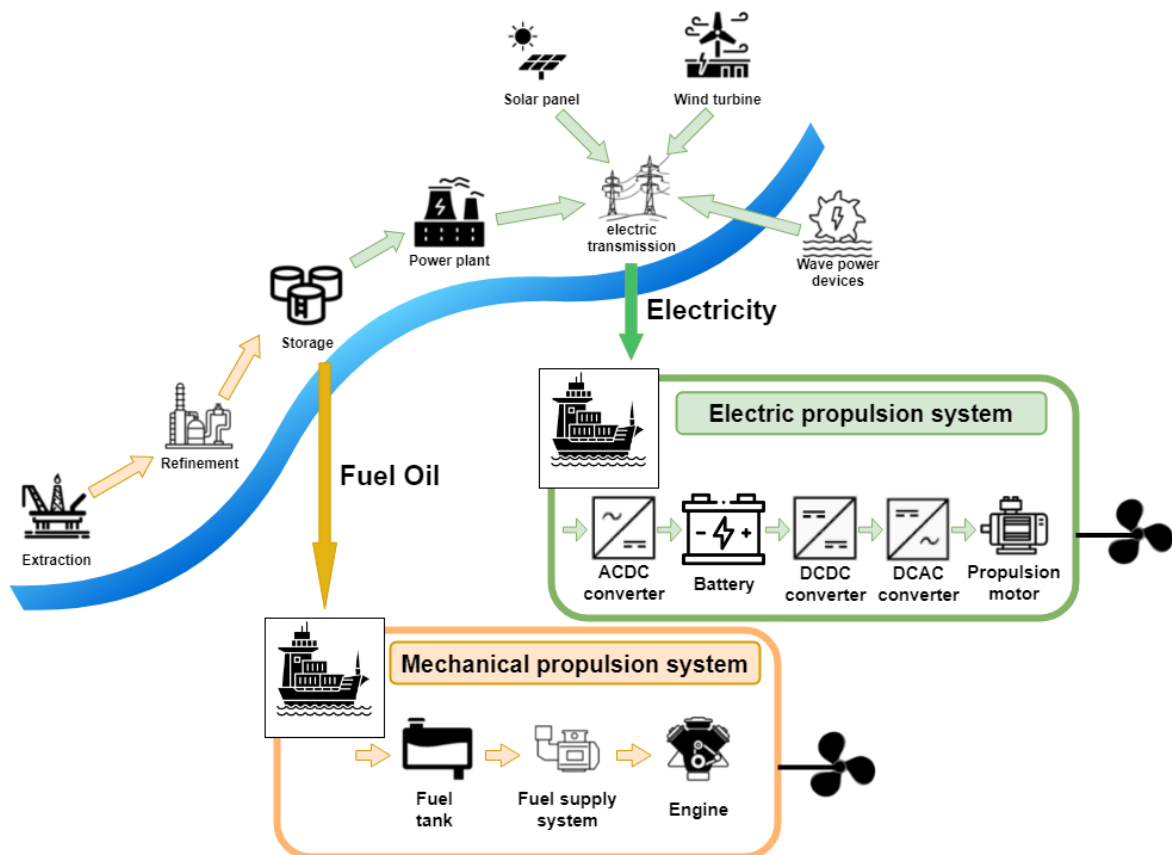 Solar panel
Wind turbine
electric
transmission
Power plant
Wave power
devices
Storage
Electricity
Refinement
Extraction
Fuel Oil
Electric propulsion system
ACDC
converter
Battery
DCDC
converter
DCAC
converter
Propulsion
motor
Mechanical propulsion system
Fuel
tank
Fuel supply
system
Engine